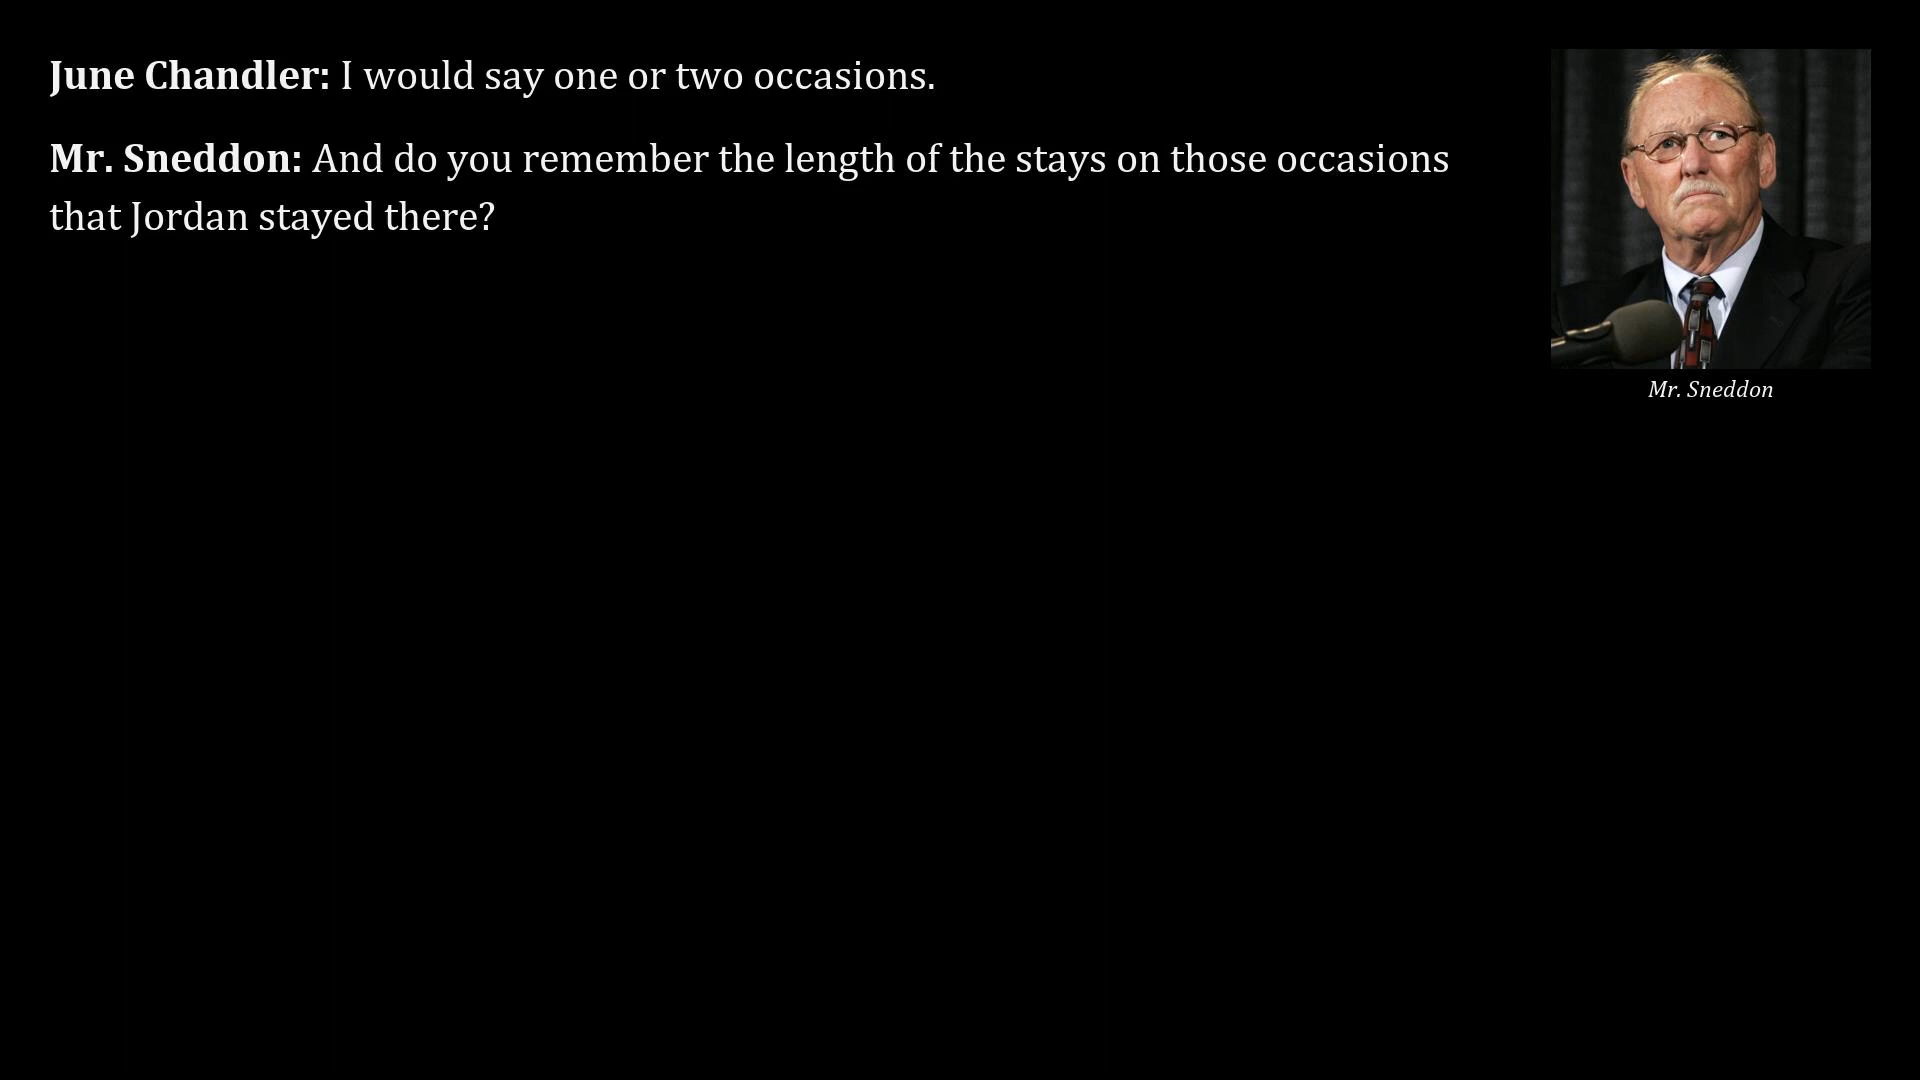 June Chandler: I would say one or two occasions.
Mr. Sneddon: And do you remember the length of the stays on those occasions
that Jordan stayed there?
Mr. Sneddon